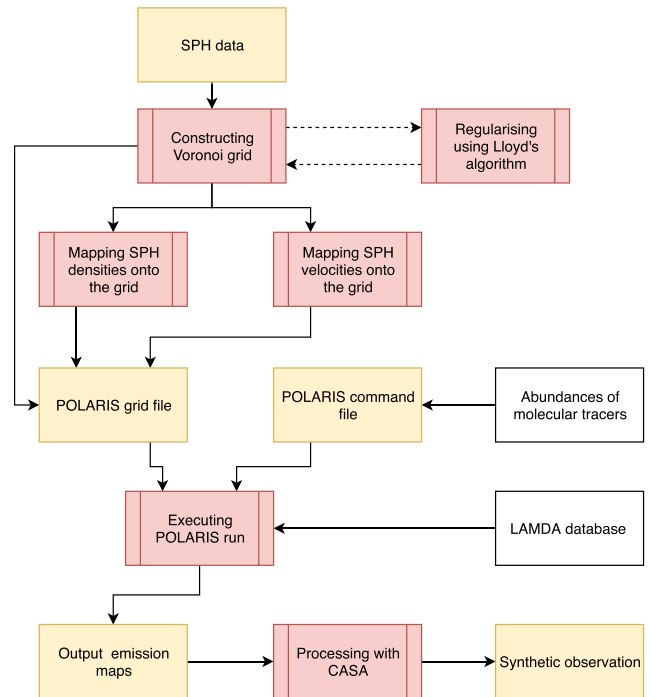 SPH data
Constructing
Voronoi grid
Regularising
using Lloyd's
algorithm
Mapping SPH
densities onto
the grid
Mapping SPH
velocities onto
the grid
POLARIS grid file
POLARIS command
file
Abundances of
molecular tracers
Executing
POLARIS run
LAMDA database
Output emission
maps
Processing with
CASA
Synthetic observation